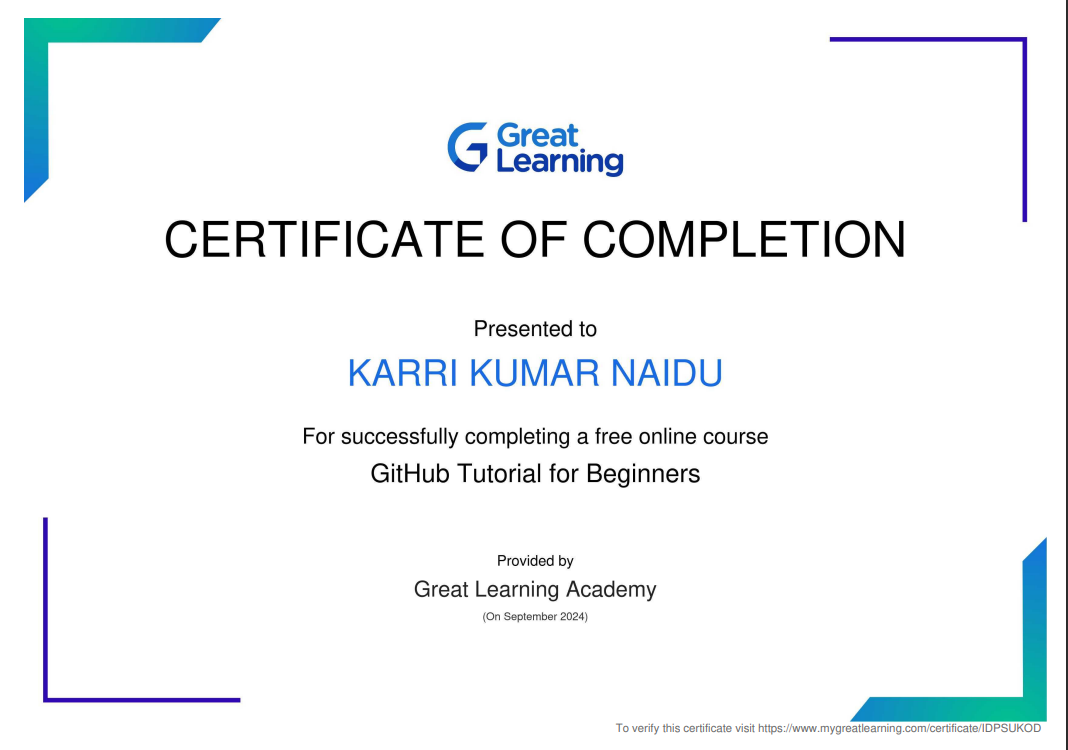 Great
Learning
CERTIFICATE OF COMPLETION
Presented to
KARRI KUMAR NAIDU
For successfully completing a free online course
GitHub Tutorial for Beginners
Provided by
Great Learning Academy
(On September 2024)
To verify this certificate visit https://www.mygreatlearning.com/certificate/IDPSUKOD